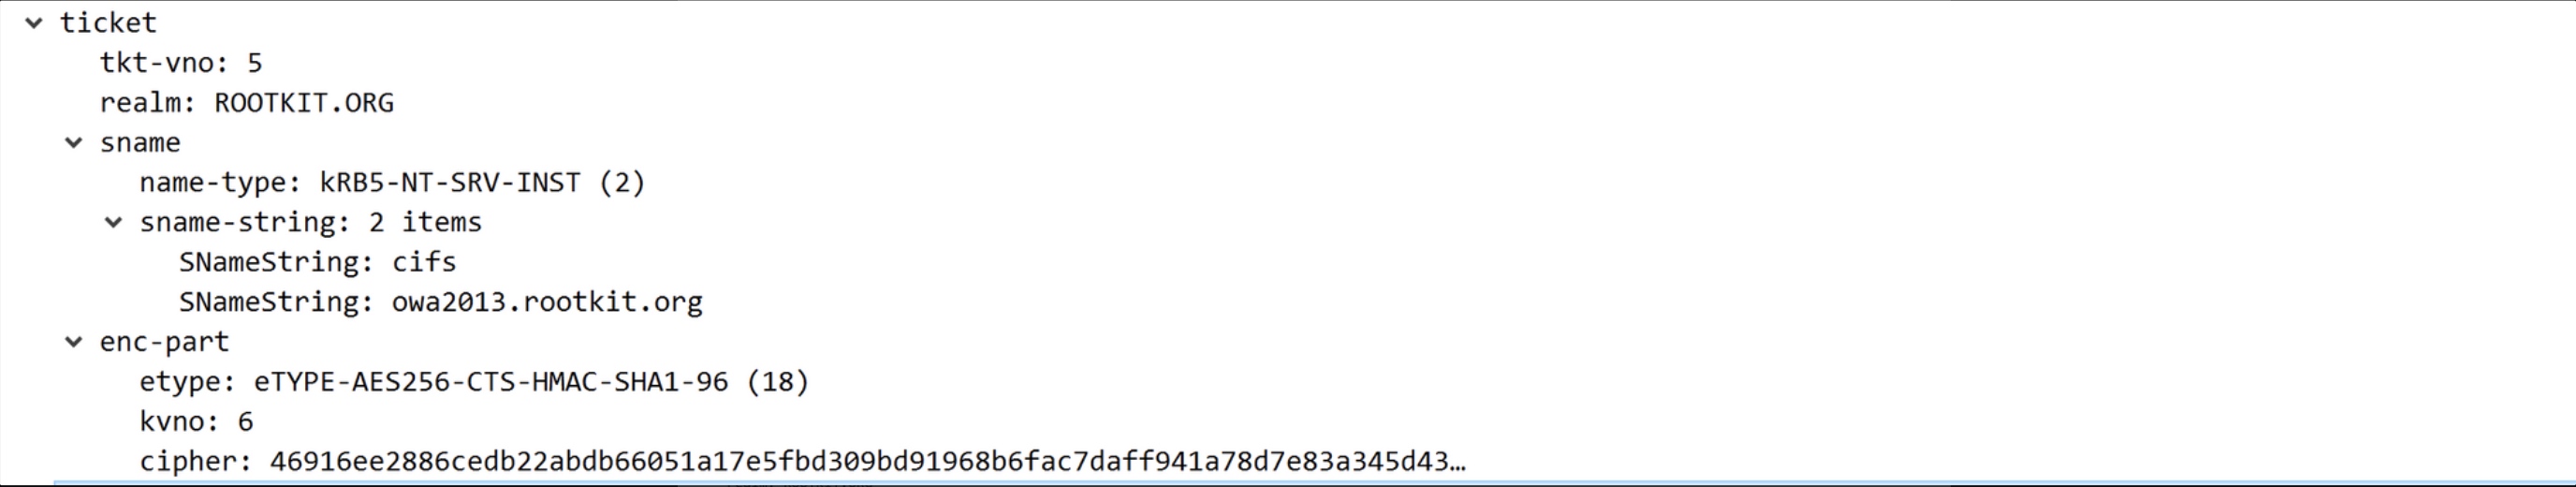 ticket
tkt-vno: 5
realm: ROOTKIT.ORG
sname
name-type: kRB5-NT-SRV-INST (2)
sname-string: 2 items
SNameString: cifs
SNameString: owa2013.rootkit.org
enc-part
etype: eTYPE-AES256-CTS-HMAC-SHA1-96 (18)
kvno: 6
cipher: 46916ee2886cedb22abdb66051a17e5fbd309bd91968b6fac7daff941a78d7e83a345d43…